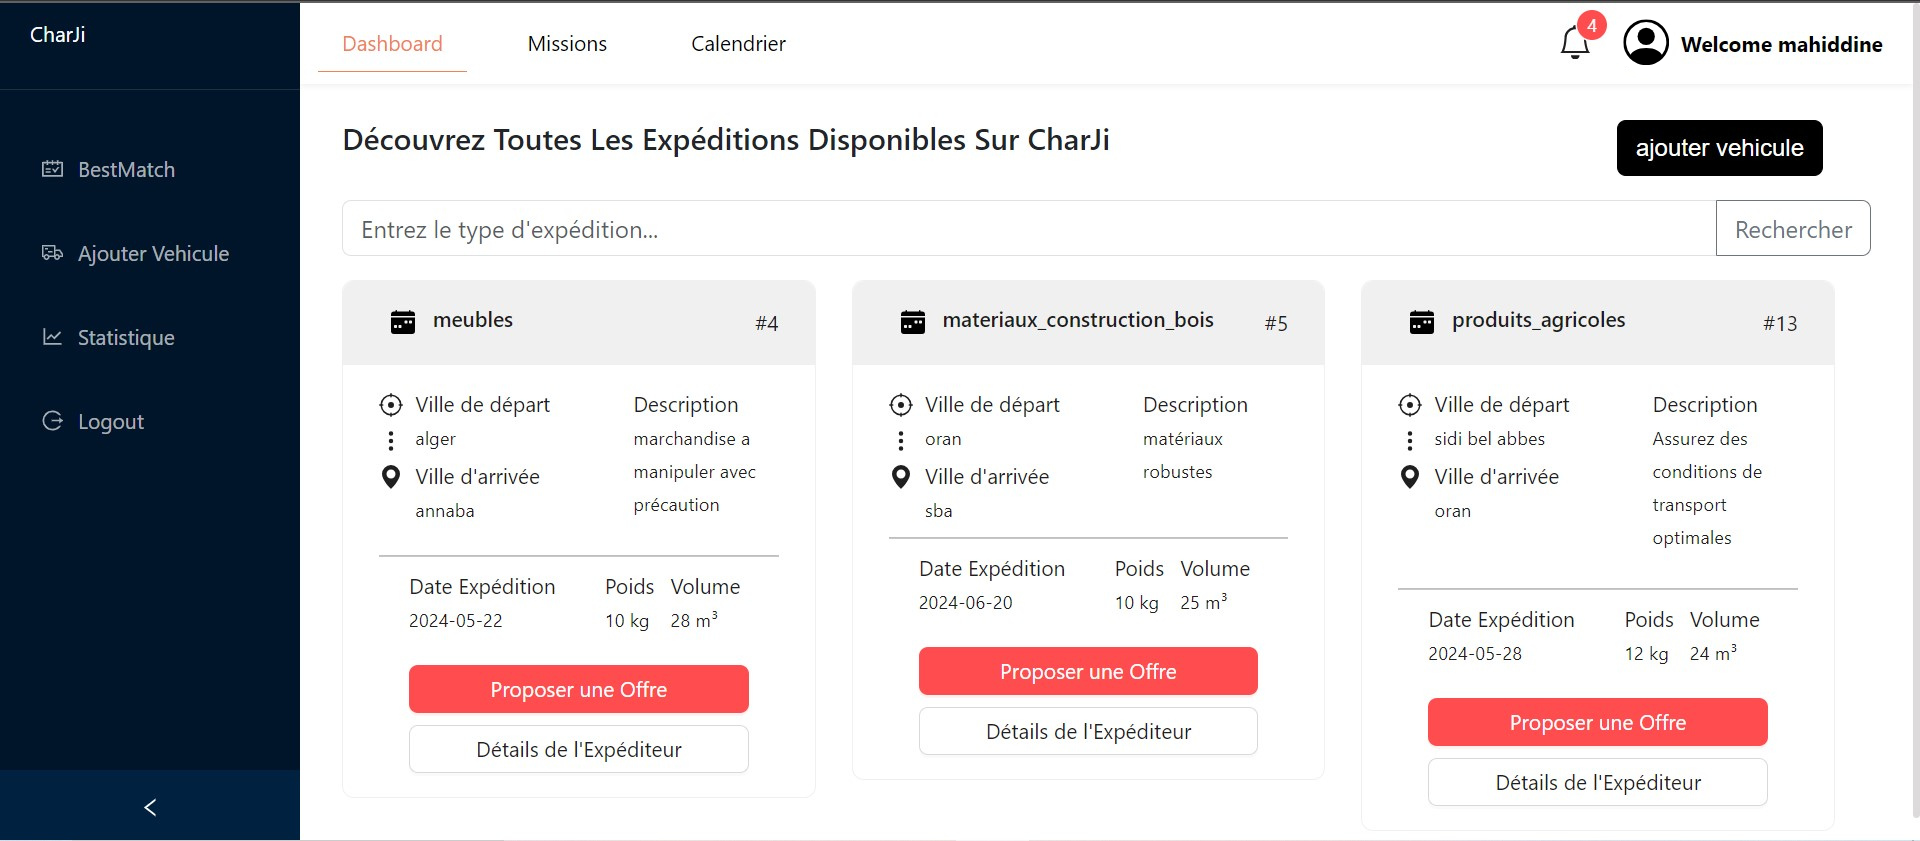 CharJi
Dashboard
Missions
Calendrier
4
Welcome mahiddine
BestMatch
Ajouter Vehicule
Statistique
Logout
Découvrez Toutes Les Expéditions Disponibles Sur CharJi
ajouter vehicule
Entrez le type d'expédition...
Rechercher
meubles
#4
Ville de départ
alger
Ville d'arrivée
annaba
Description
marchandise a
manipuler avec
précaution
Date Expédition
2024-05-22
Poids
10 kg
Volume
28 m³
Proposer une Offre
Détails de l'Expéditeur
materiaux_construction_bois
#5
Ville de départ
oran
Ville d'arrivée
sba
Description
matériaux
robustes
Date Expédition
2024-06-20
Poids
10 kg
Volume
25 m³
Proposer une Offre
Détails de l'Expéditeur
produits_agricoles
#13
Ville de départ
sidi bel abbes
Ville d'arrivée
oran
Description
Assurez des
conditions de
transport
optimales
Date Expédition
2024-05-28
Poids
12 kg
Volume
24 m³
Proposer une Offre
Détails de l'Expéditeur